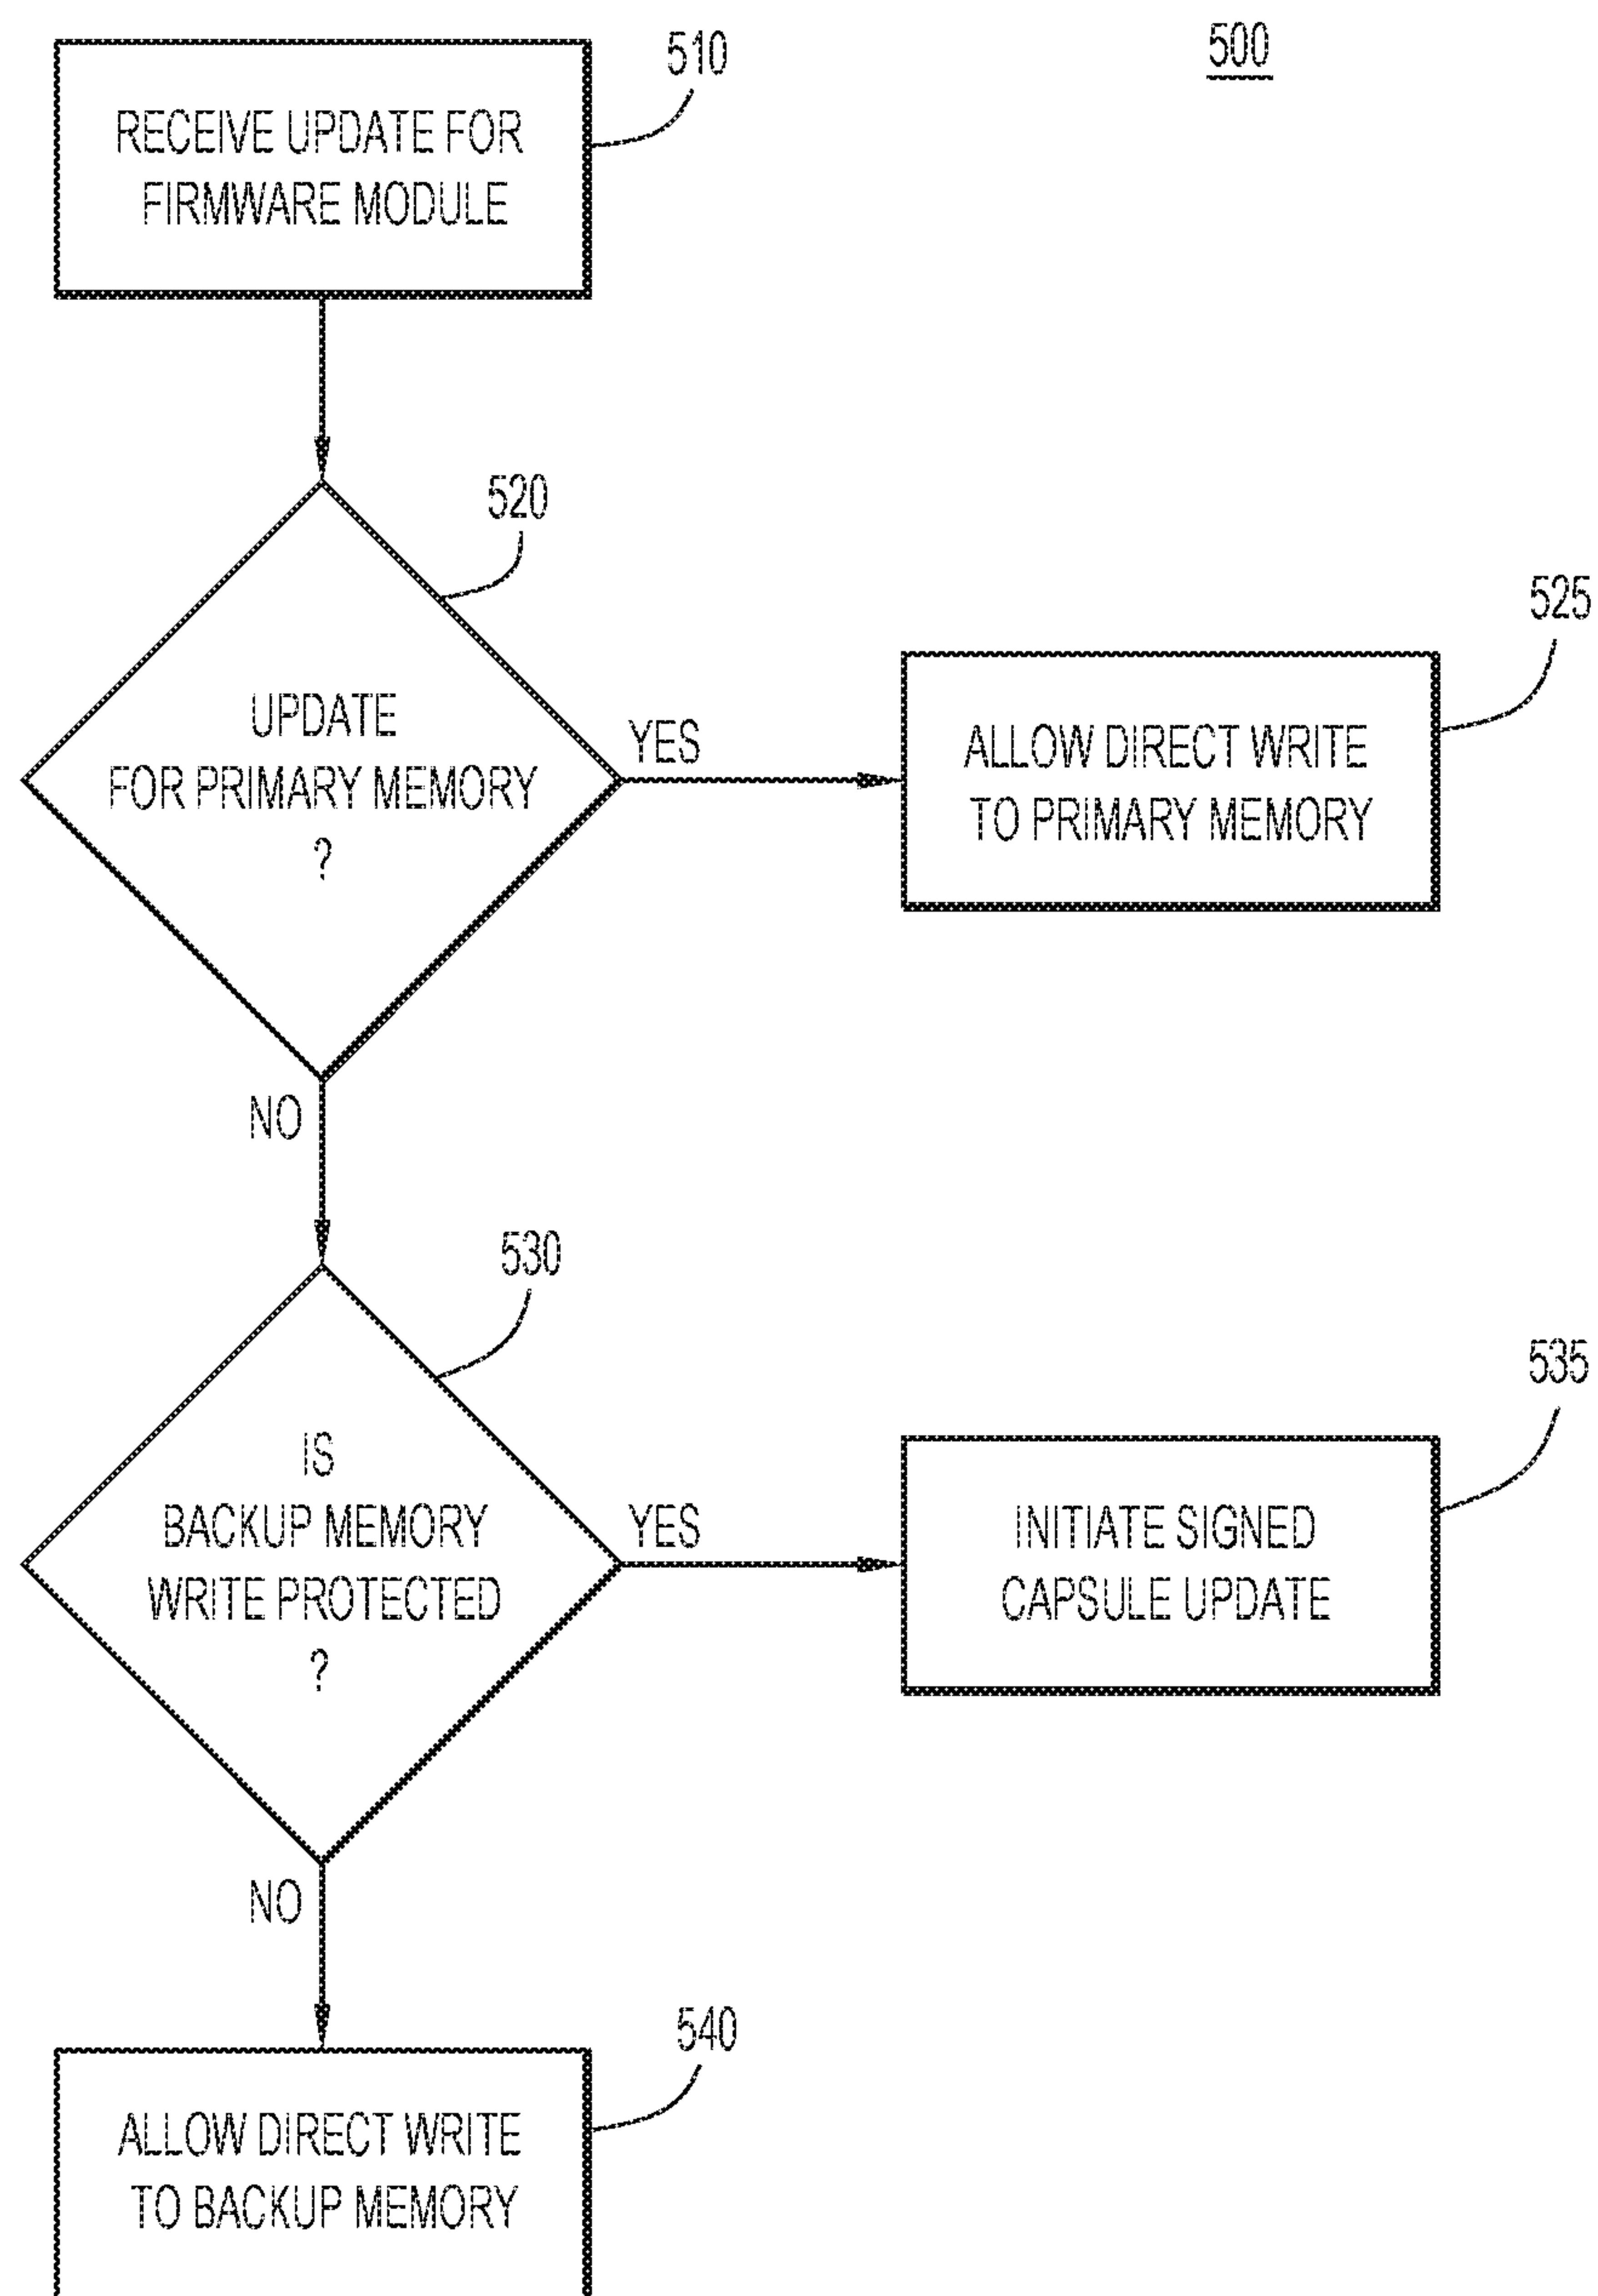 500
510
RECEIVE UPDATE FOR
FIRMWARE MODULE
520
UPDATE
FOR PRIMARY MEMORY
?
YES
525
ALLOW DIRECT WRITE
TO PRIMARY MEMORY
NO
530
IS
BACKUP MEMORY
WRITE PROTECTED
?
YES
535
INITIATE SIGNED
CAPSULE UPDATE
NO
540
ALLOW DIRECT WRITE
TO BACKUP MEMORY